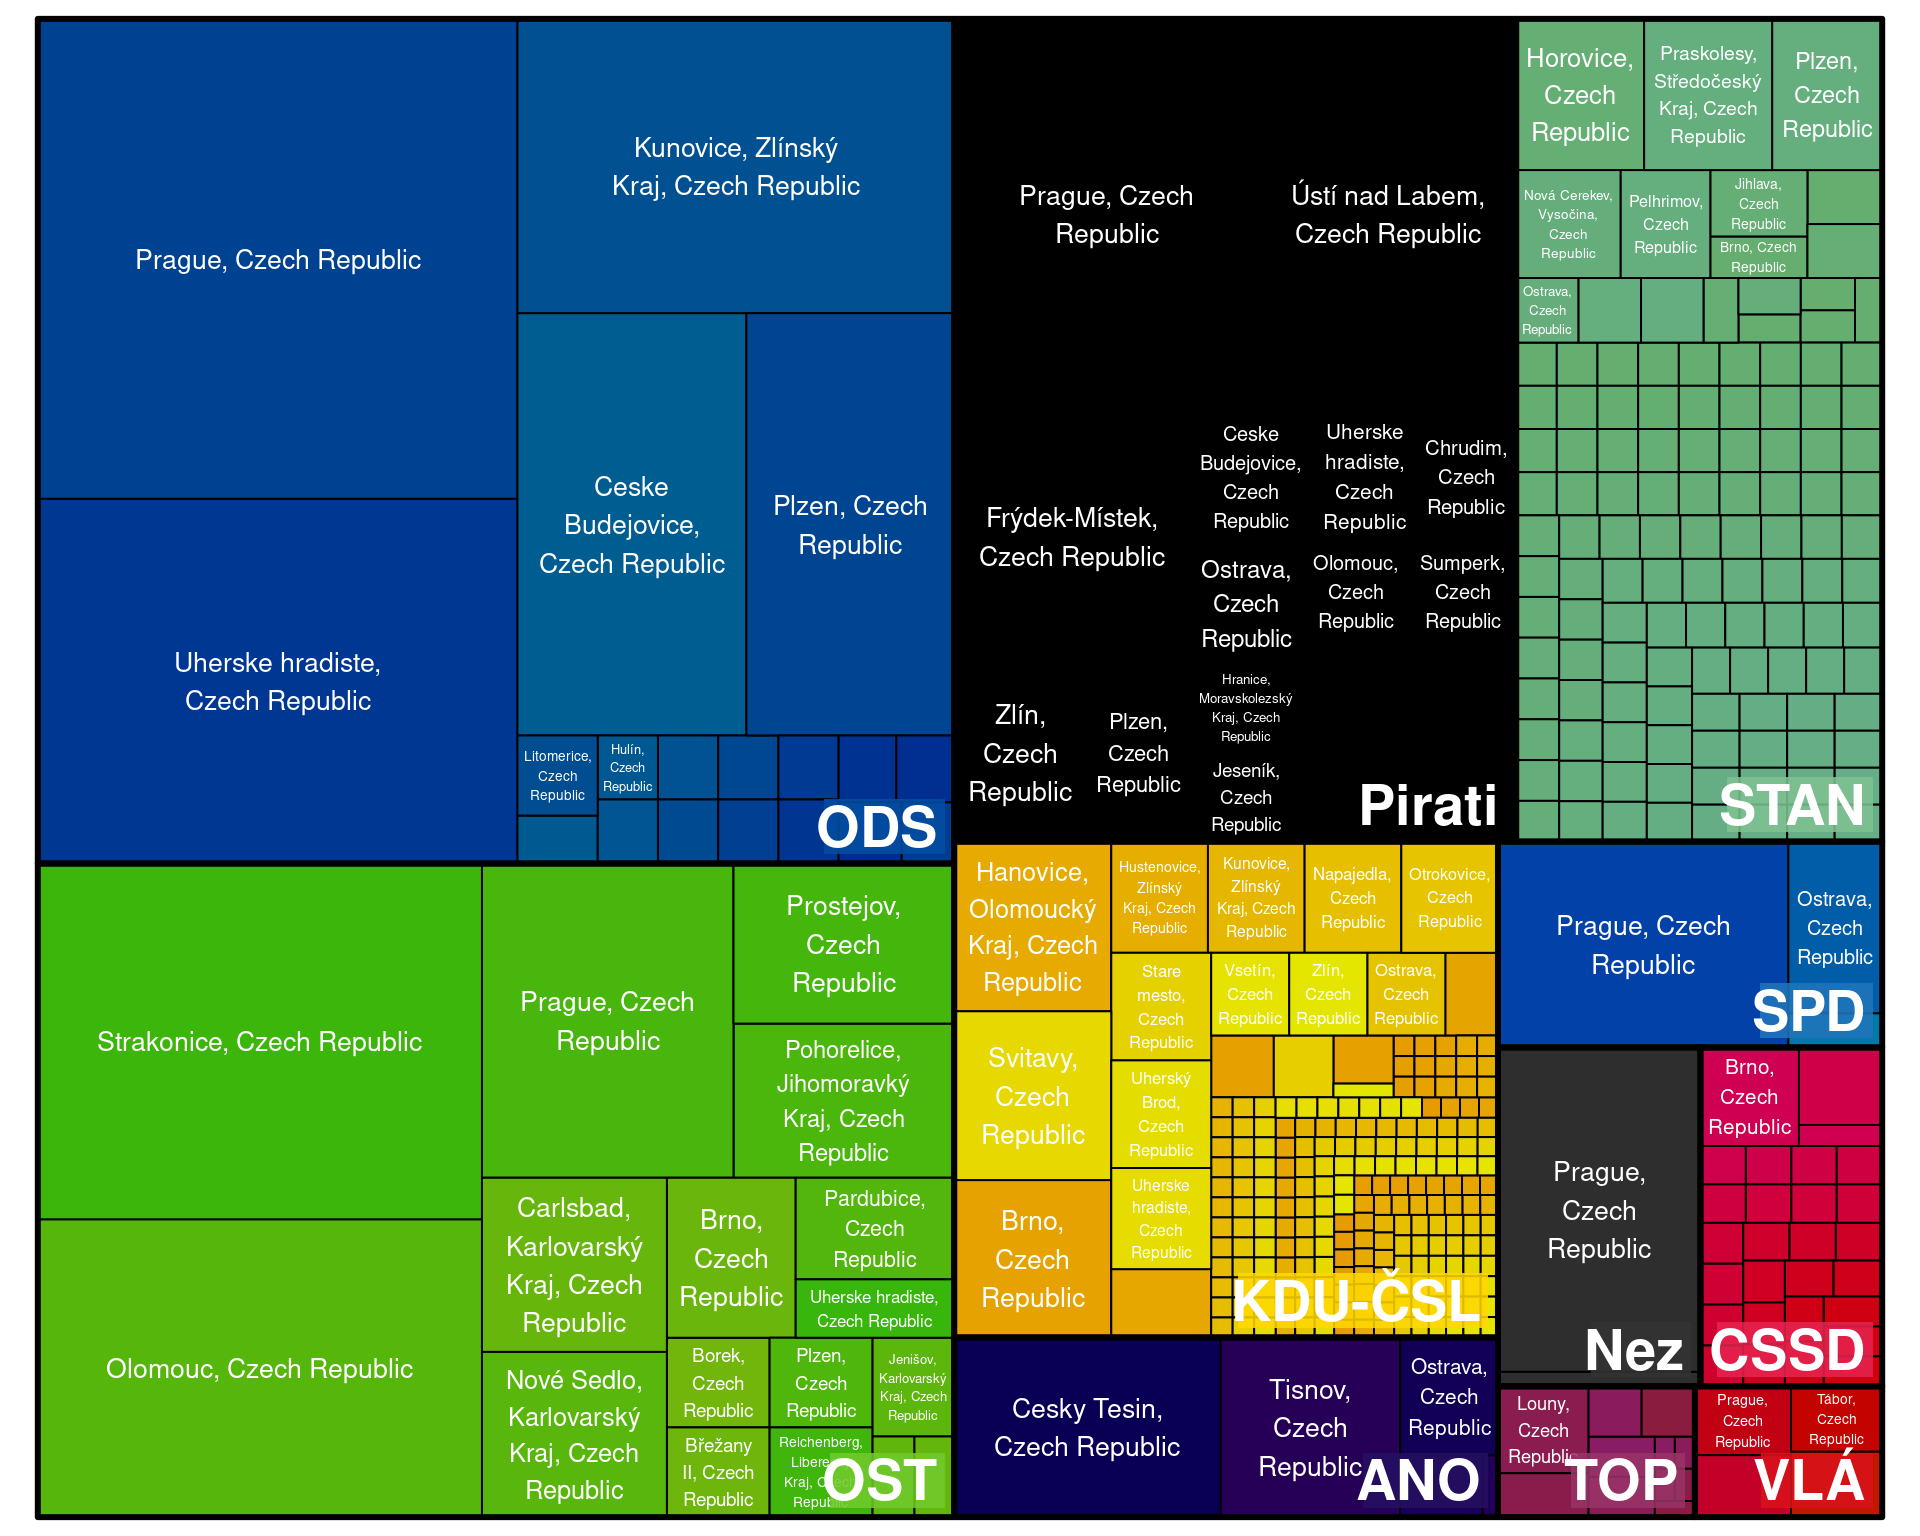 Prague, Czech Republic
Kunovice, Zlínský
Kraj, Czech Republic
Uherske hradiste,
Czech Republic
Ceske
Budejovice,
Czech Republic
Plzen, Czech
Republic
Litomerice,
Czech
Republic
Hulín,
Czech
Republic
ODS
Prague, Czech
Republic
Ústí nad Labem,
Czech Republic
Frýdek-Místek,
Czech Republic
Ceske
Budejovice,
Czech
Republic
Uherske
hradiste,
Czech
Republic
Chrudim,
Czech
Republic
Ostrava,
Czech
Republic
Olomouc,
Czech
Republic
Sumperk,
Czech
Republic
Zlín,
Czech
Republic
Plzen,
Czech
Republic
Hranice,
Moravskolezský
Kraj, Czech
Republic
Jeseník,
Czech
Republic
Pirati
Horovice,
Czech
Republic
Praskolesy,
Středočeský
Kraj, Czech
Republic
Plzen,
Czech
Republic
Nová Cerekev,
Vysočina,
Czech
Republic
Pelhrimov,
Czech
Republic
Jihlava,
Czech
Republic
Brno, Czech
Republic
Ostrava,
Czech
Republic
STAN
Strakonice, Czech Republic
Olomouc, Czech Republic
Prague, Czech
Republic
Prostejov,
Czech
Republic
Pohorelice,
Jihomoravký
Kraj, Czech
Republic
Carlsbad,
Karlovarský
Kraj, Czech
Republic
Brno,
Czech
Republic
Pardubice,
Czech
Republic
Uherske hradiste,
Czech Republic
Nové Sedlo,
Karlovarský
Kraj, Czech
Republic
Borek,
Czech
Republic
Plzen,
Czech
Republic
Jenišov,
Karlovarský
Kraj, Czech
Republic
Břežany
II, Czech
Republic
Reichenberg,
Kraj,
OST
Hanovice,
Olomoucký
Kraj, Czech
Republic
Hustenovice,
Zlínský
Kraj, Czech
Republic
Kunovice,
Zlínský
Kraj, Czech
Republic
Napajedla,
Czech
Republic
Otrokovice,
Czech
Republic
Svitavy,
Czech
Republic
Stare
mesto,
Czech
Republic
Vsetín,
Czech
Republic
Zlín,
Czech
Republic
Ostrava,
Czech
Republic
Uherský
Brod,
Czech
Republic
Brno,
Czech
Republic
Uherske
hradiste,
Czech
Republic
KDU-ČSL
Prague, Czech
Republic
Ostrava,
Czech
Republic
SPD
Prague,
Czech
Republic
Nez
Brno,
Czech
Republic
CSSD
Cesky Tesin,
Czech Republic
Tisnov,
Czech
Republic
Ostrava,
Czech
Republic
ANO
Louny,
Czech
Republic
TOP
Prague,
Czech
Republic
Tábor,
Czech
Republic
VLÁ